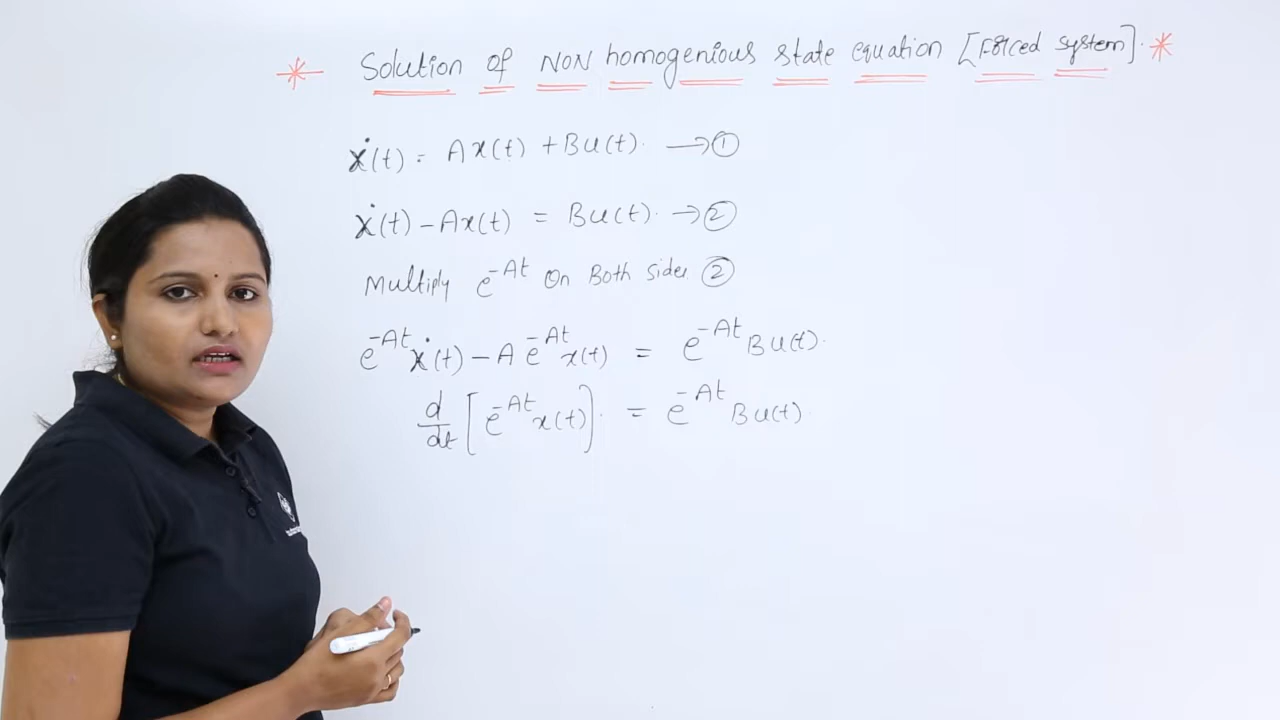 * Solution of NON homogenious state equation [Forced system]. *
ẋ(t) = Ax(t) + Bu(t). → ①
ẋ(t) – Ax(t) = Bu(t). → ②
Multiply e^-At On Both sides ②
e^-At ẋ(t) – A e^-At x(t) = e^-At Bu(t).
d/dt [e^-At x(t)]. = e^-At Bu(t).